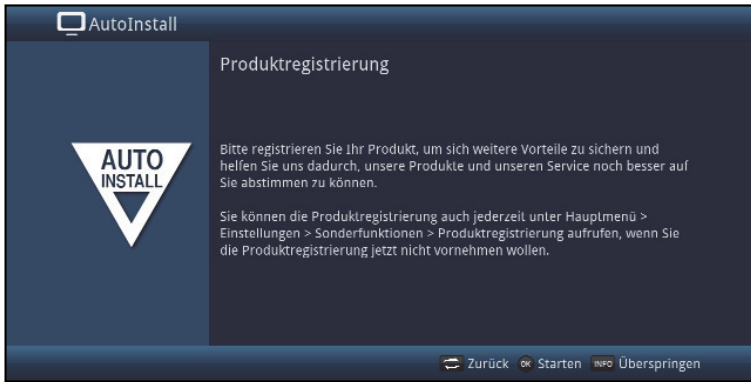 AutoInstall
Produktregistrierung
Bitte registrieren Sie Ihr Produkt, um sich weitere Vorteile zu sichern und
helfen Sie uns dadurch, unsere Produkte und unseren Service noch besser auf
Sie abstimmen zu können.
Sie können die Produktregistrierung auch jederzeit unter Hauptmenü >
Einstellungen > Sonderfunktionen > Produktregistrierung aufrufen, wenn Sie
die Produktregistrierung jetzt nicht vornehmen wollen.
AUTO
INSTALL
Zurück OK Starten INFO Überspringen